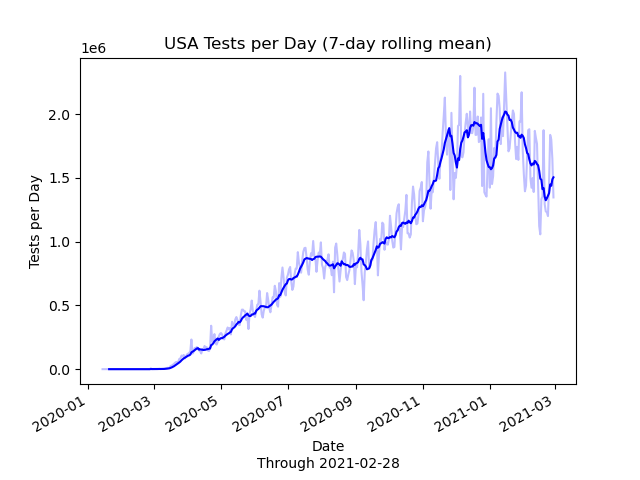 USA Tests per Day (7-day rolling mean)
1e6
2.0
1.5
1.0
0.5
0.0
Tests per Day
2020-01
2020-03
2020-05
2020-07
2020-09
2020-11
2021-01
2021-03
Date
Through 2021-02-28